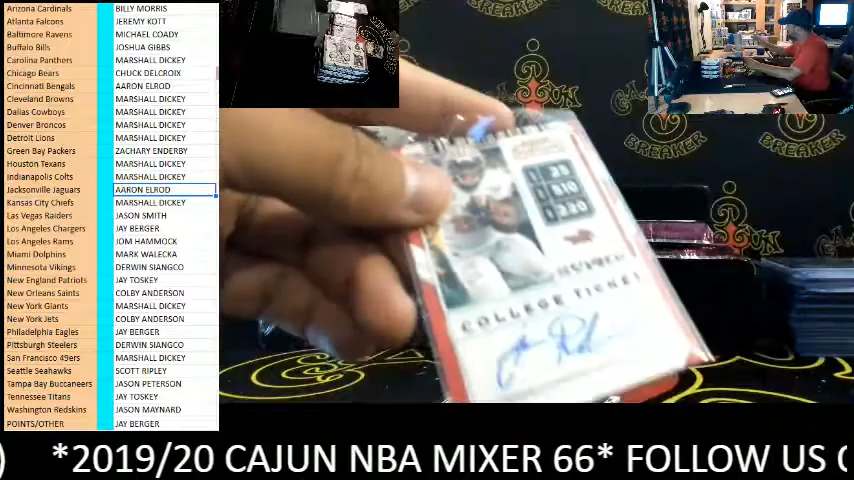 Arizona Cardinals BILLY MORRIS
Atlanta Falcons JEREMY KOTT
Baltimore Ravens MICHAEL COADY
Buffalo Bills JOSHUA GIBBS
Carolina Panthers MARSHALL DICKEY
Chicago Bears CHUCK DELCROIX
Cincinnati Bengals AARON ELROD
Cleveland Browns MARSHALL DICKEY
Dallas Cowboys MARSHALL DICKEY
Denver Broncos MARSHALL DICKEY
Detroit Lions MARSHALL DICKEY
Green Bay Packers ZACHARY ENDERBY
Houston Texans MARSHALL DICKEY
Indianapolis Colts MARSHALL DICKEY
Jacksonville Jaguars AARON ELROD
Kansas City Chiefs MARSHALL DICKEY
Las Vegas Raiders JASON SMITH
Los Angeles Chargers JAY BERGER
Los Angeles Rams JOM HAMMOCK
Miami Dolphins MARK WALECKA
Minnesota Vikings DERWIN SIANGCO
New England Patriots JAY TOSKEY
New Orleans Saints COLBY ANDERSON
New York Giants MARSHALL DICKEY
New York Jets COLBY ANDERSON
Philadelphia Eagles JAY BERGER
Pittsburgh Steelers DERWIN SIANGCO
San Francisco 49ers MARSHALL DICKEY
Seattle Seahawks SCOTT RIPLEY
Tampa Bay Buccaneers JASON PETERSON
Tennessee Titans JAY TOSKEY
Washington Redskins JASON MAYNARD
POINTS/OTHER JAY BERGER
COLLEGE TICKET
BREAKER
BREAKER
) *2019/20 CAJUN NBA MIXER 66* FOLLOW US